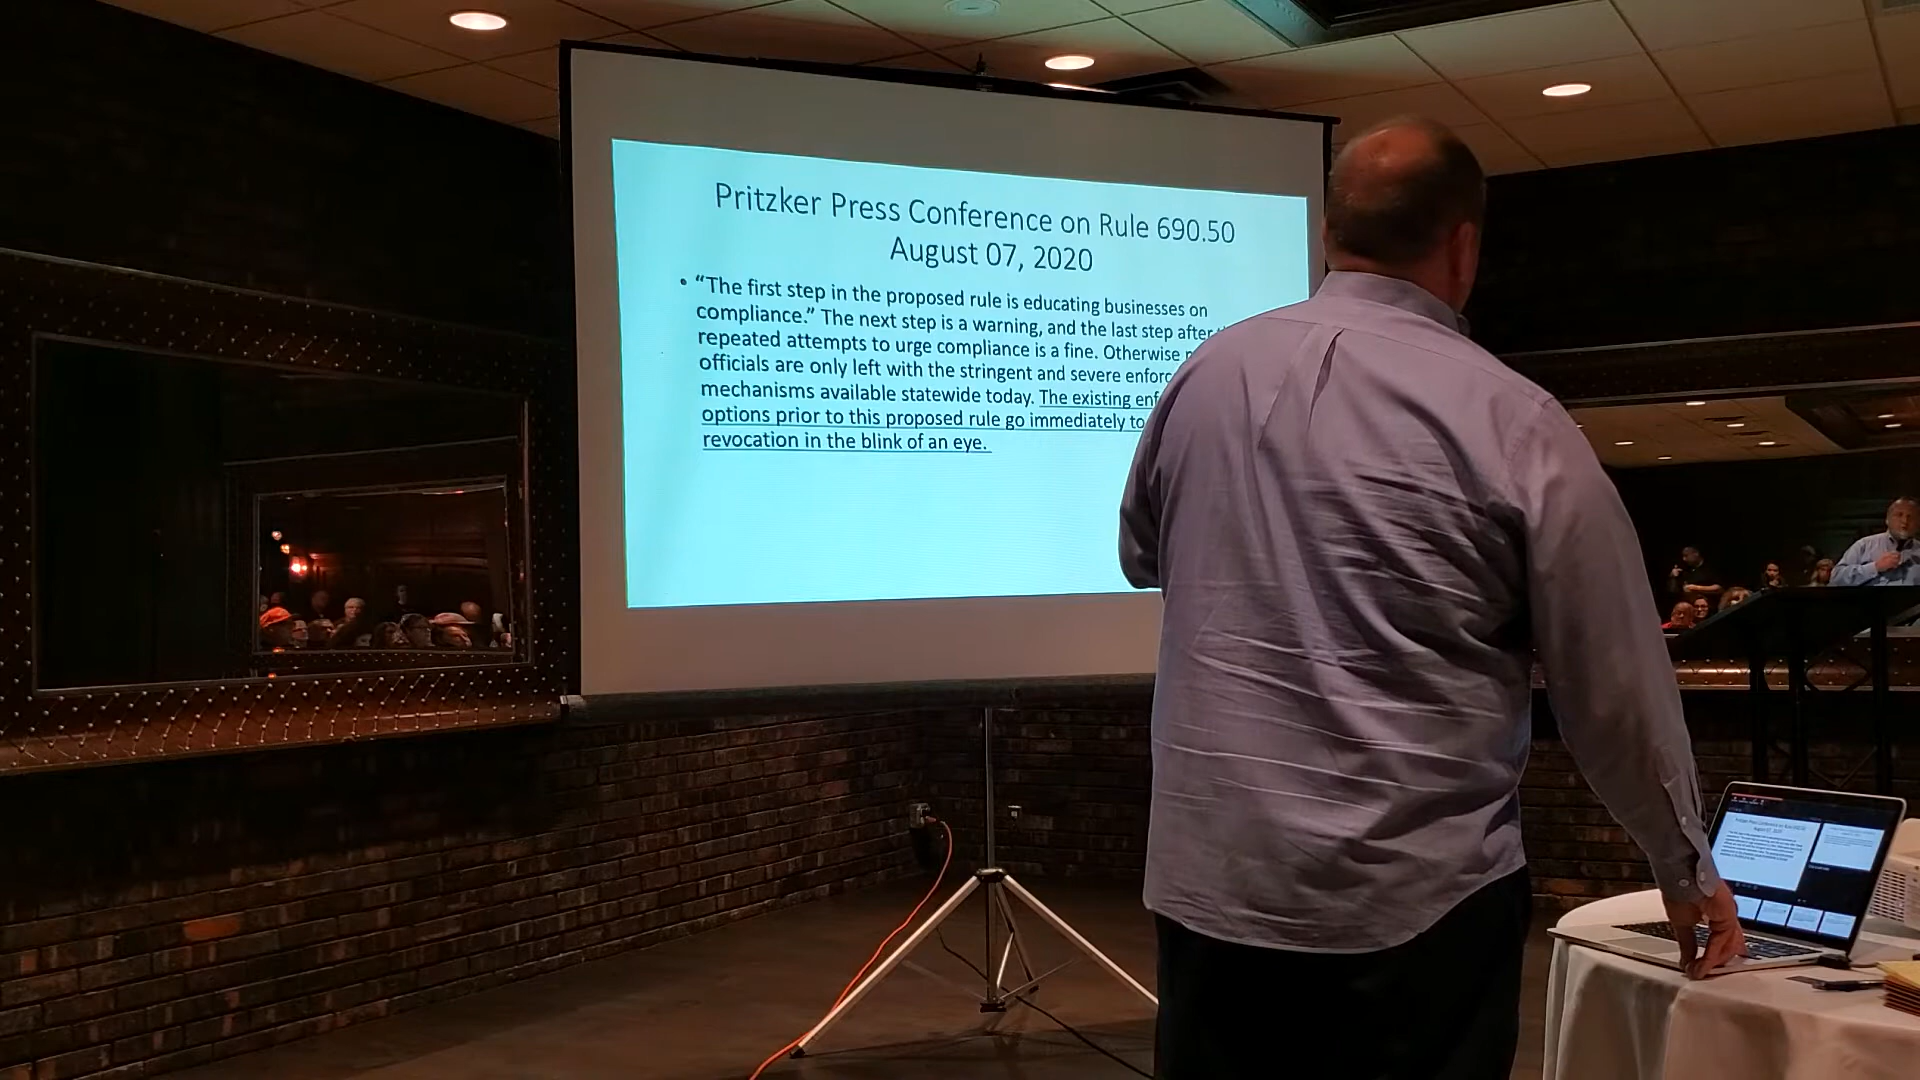 Pritzker Press Conference on Rule 690.50
August 07, 2020
• “The first step in the proposed rule is educating businesses on
compliance.” The next step is a warning, and the last step after
repeated attempts to urge compliance is a fine. Otherwise
officials are only left with the stringent and severe
mechanisms available statewide today. The existing
options prior to this proposed rule go immediately to
revocation in the blink of an eye.